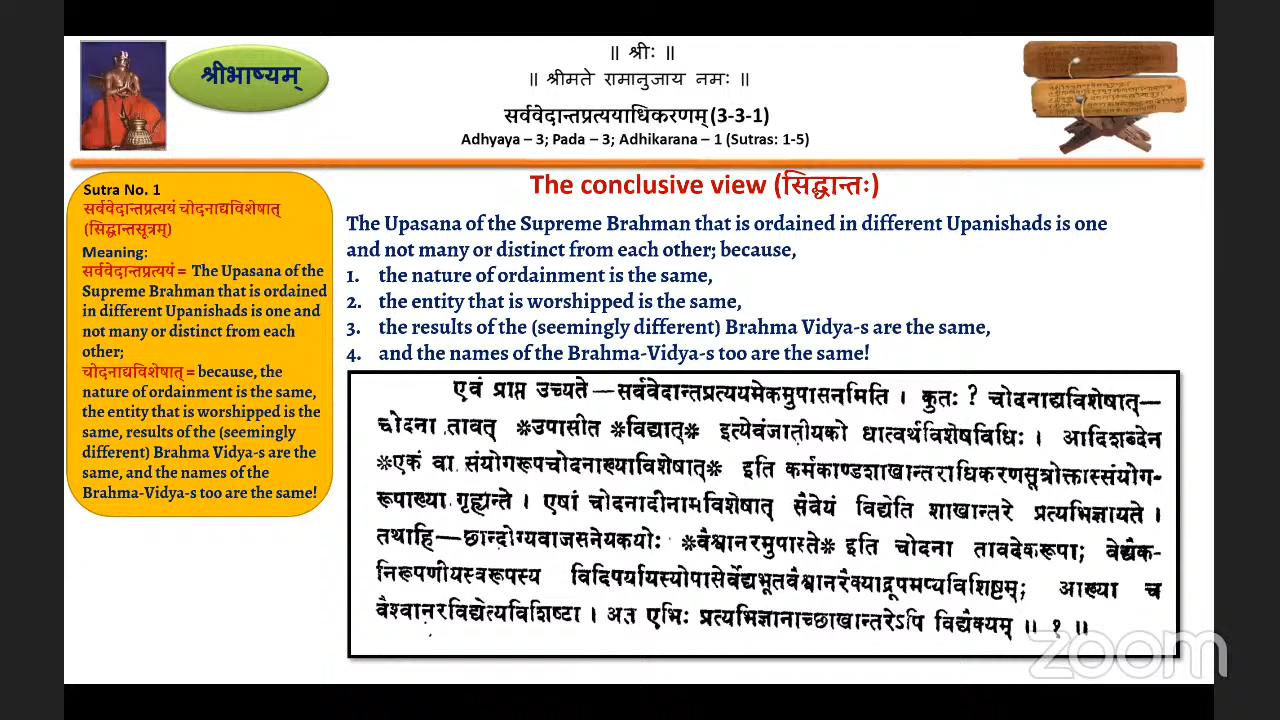 श्रीभाष्यम्
॥ श्रीः ॥
॥ श्रीमते रामानुजाय नमः ॥
सर्ववेदान्तप्रत्ययाधिकरणम् (3-3-1)
Adhyaya – 3; Pada – 3; Adhikarana – 1 (Sutras: 1-5)
Sutra No. 1
सर्ववेदान्तप्रत्ययं चोदनाद्यविशेषात्
(सिद्धान्तसूत्रम्)
Meaning:
सर्ववेदान्तप्रत्ययं = The Upasana of the
Supreme Brahman that is ordained
in different Upanishads is one and
not many or distinct from each
other;
चोदनाद्यविशेषात् = because, the
nature of ordainment is the same,
the entity that is worshipped is the
same, results of the (seemingly
different) Brahma Vidya-s are the
same, and the names of the
Brahma-Vidya-s too are the same!
The conclusive view (सिद्धान्तः)
The Upasana of the Supreme Brahman that is ordained in different Upanishads is one
and not many or distinct from each other; because,
1. the nature of ordainment is the same,
2. the entity that is worshipped is the same,
3. the results of the (seemingly different) Brahma Vidya-s are the same,
4. and the names of the Brahma-Vidya-s too are the same!
एवं प्राप्त उच्यते—सर्ववेदान्तप्रत्ययमेकमुपासनमिति । कुतः ? चोदनाद्यविशेषात्—
चोदना तावत् ❊उपासीत ❊विद्यात्❊ इत्येवंजातीयको धात्वर्थविशेषविधिः । आदिशब्देन
❊एकं वा संयोगरूपचोदनाख्याविशेषात्❊ इति कर्मकाण्डशाखान्तराधिकरणसूत्रोक्तास्संयोग-
रूपाख्या गृह्यन्ते । एषां चोदनादीनामविशेषात् सैवेयं विद्येति शाखान्तरे प्रत्यभिज्ञायते ।
तथाहि—छान्दोग्यवाजसनेयकयोः ❊वैश्वानरमुपास्ते❊ इति चोदना तावदेकरूपा; वेद्यैक-
निरूपणीयस्वरूपस्य विदिपर्यायस्योपासेर्वेद्यभूतवैश्वानरैक्याद्रूपमप्यविशिष्टम्; आख्या च
वैश्वानरविद्येत्यविशिष्टा । अत एभिः प्रत्यभिज्ञानाच्छाखान्तरेऽपि विद्यैक्यम् ॥ १ ॥
zoom